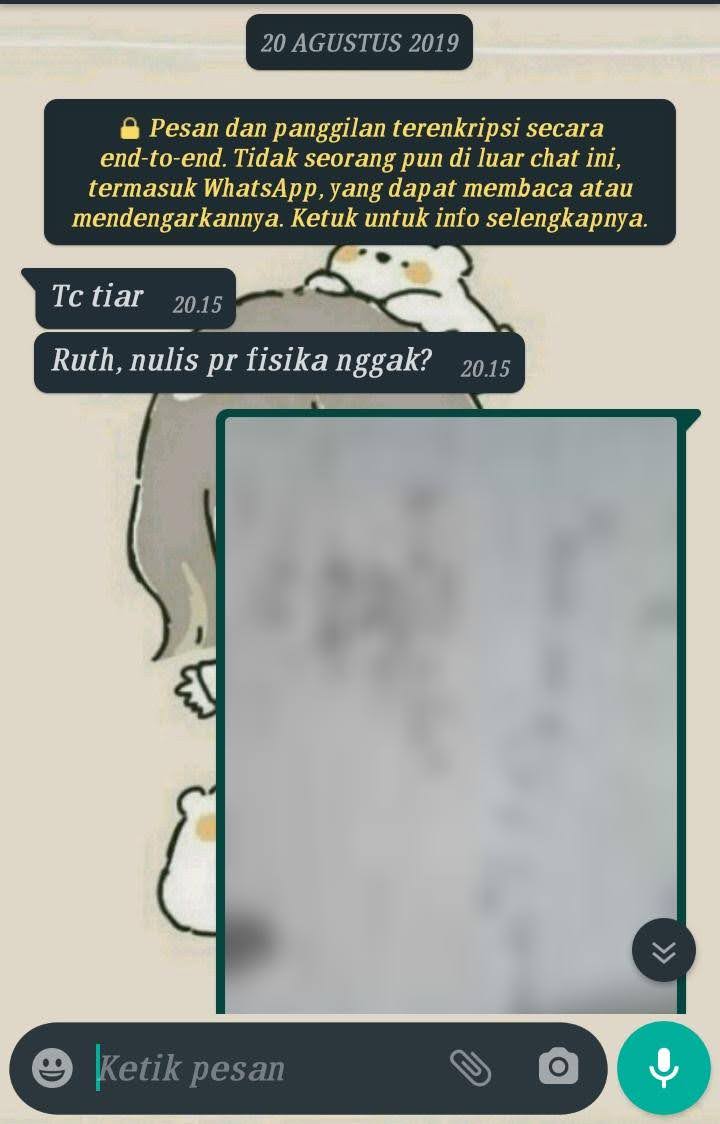 20 AGUSTUS 2019
Pesan dan panggilan terenkripsi secara
end-to-end. Tidak seorang pun di luar chat ini,
termasuk WhatsApp, yang dapat membaca atau
mendengarkannya. Ketuk untuk info selengkapnya.
Tc tiar 20.15
Ruth, nulis pr fisika nggak? 20.15
Ketik pesan